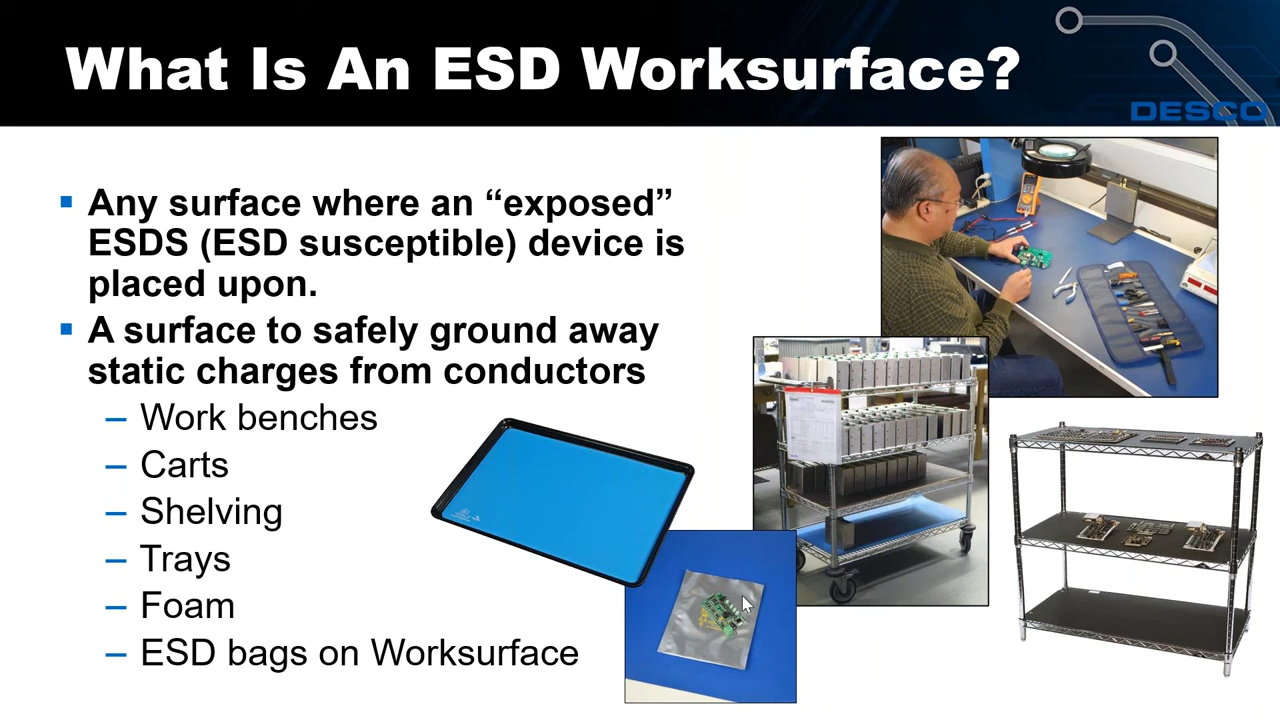 What Is An ESD Worksurface?
DESCO
▪ Any surface where an “exposed”
ESDS (ESD susceptible) device is
placed upon.
▪ A surface to safely ground away
static charges from conductors
– Work benches
– Carts
– Shelving
– Trays
– Foam
– ESD bags on Worksurface